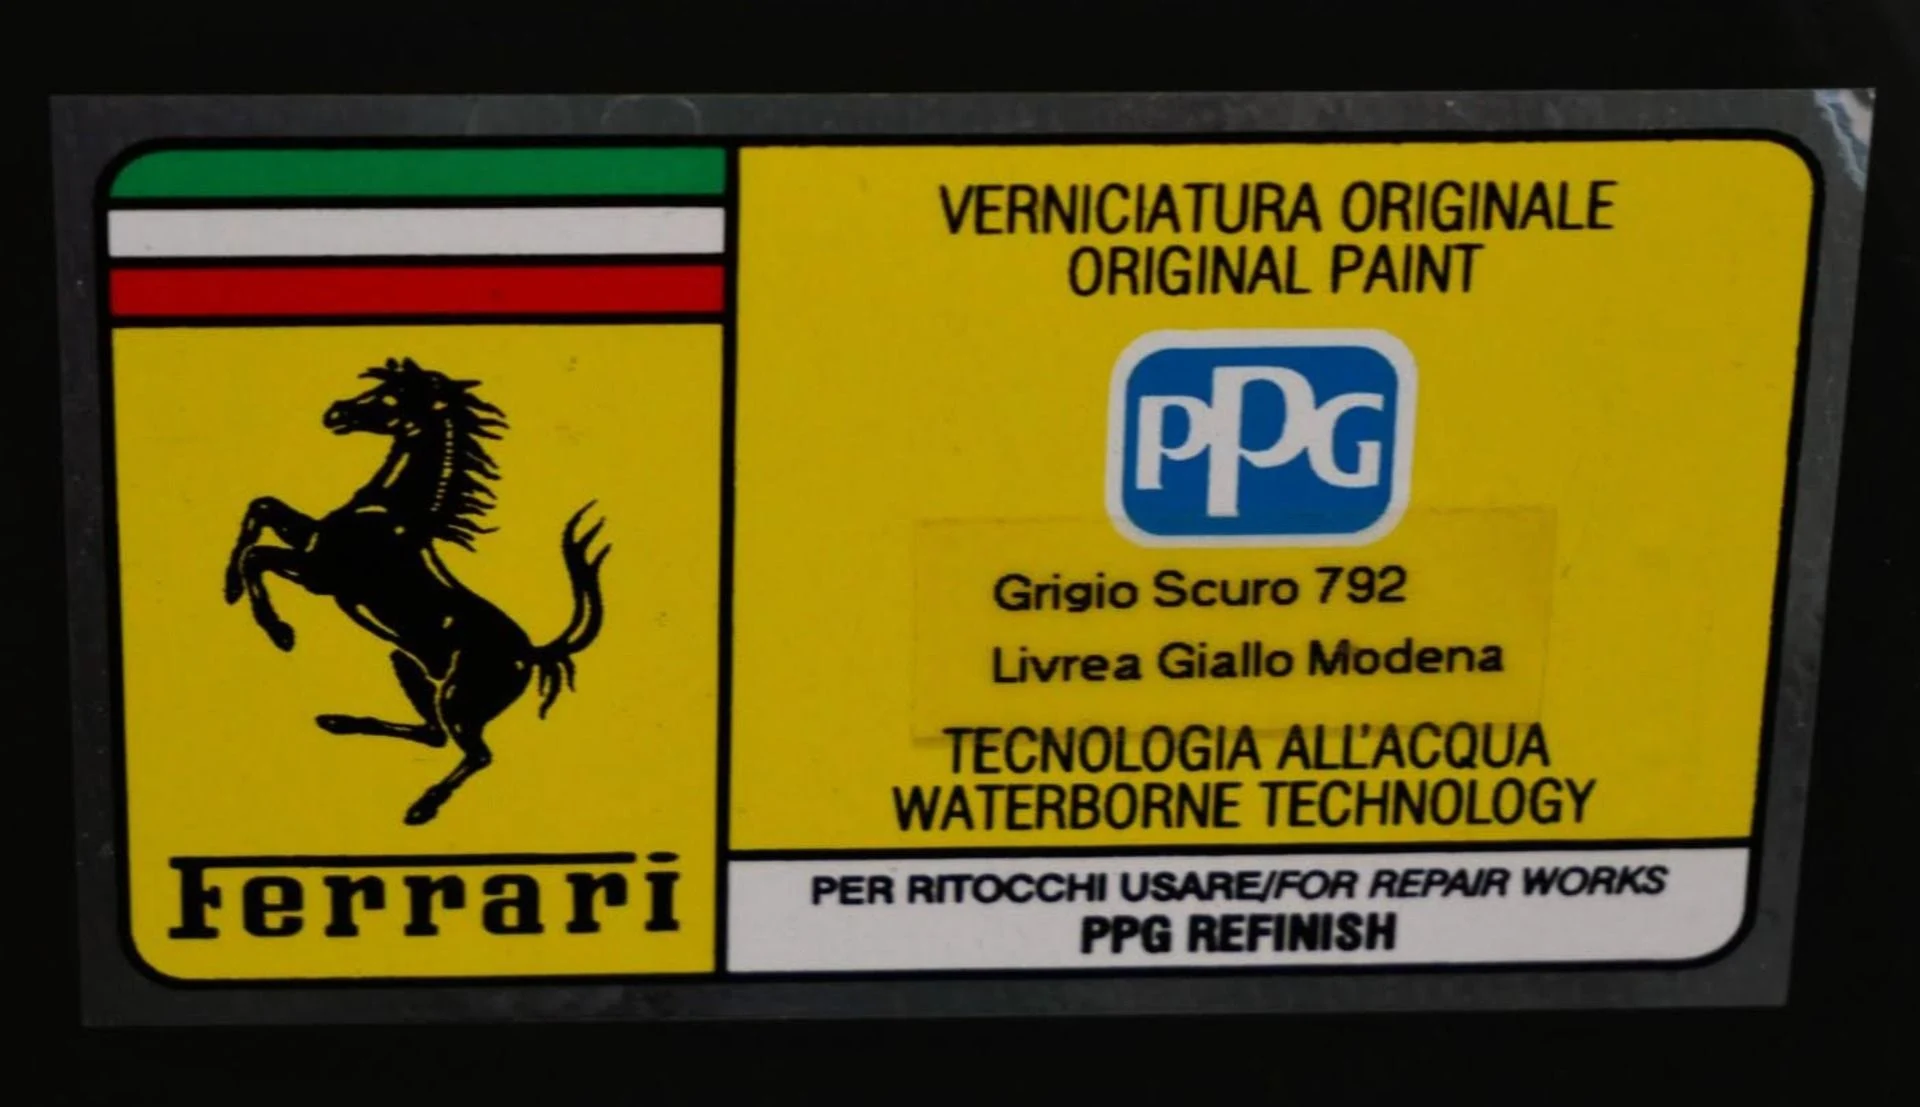 Ferrari
VERNICIATURA ORIGINALE
ORIGINAL PAINT
PPG
Grigio Scuro 792
Livrea Giallo Modena
TECNOLOGIA ALL'ACQUA
WATERBORNE TECHNOLOGY
PER RITOCCHI USARE/FOR REPAIR WORKS
PPG REFINISH